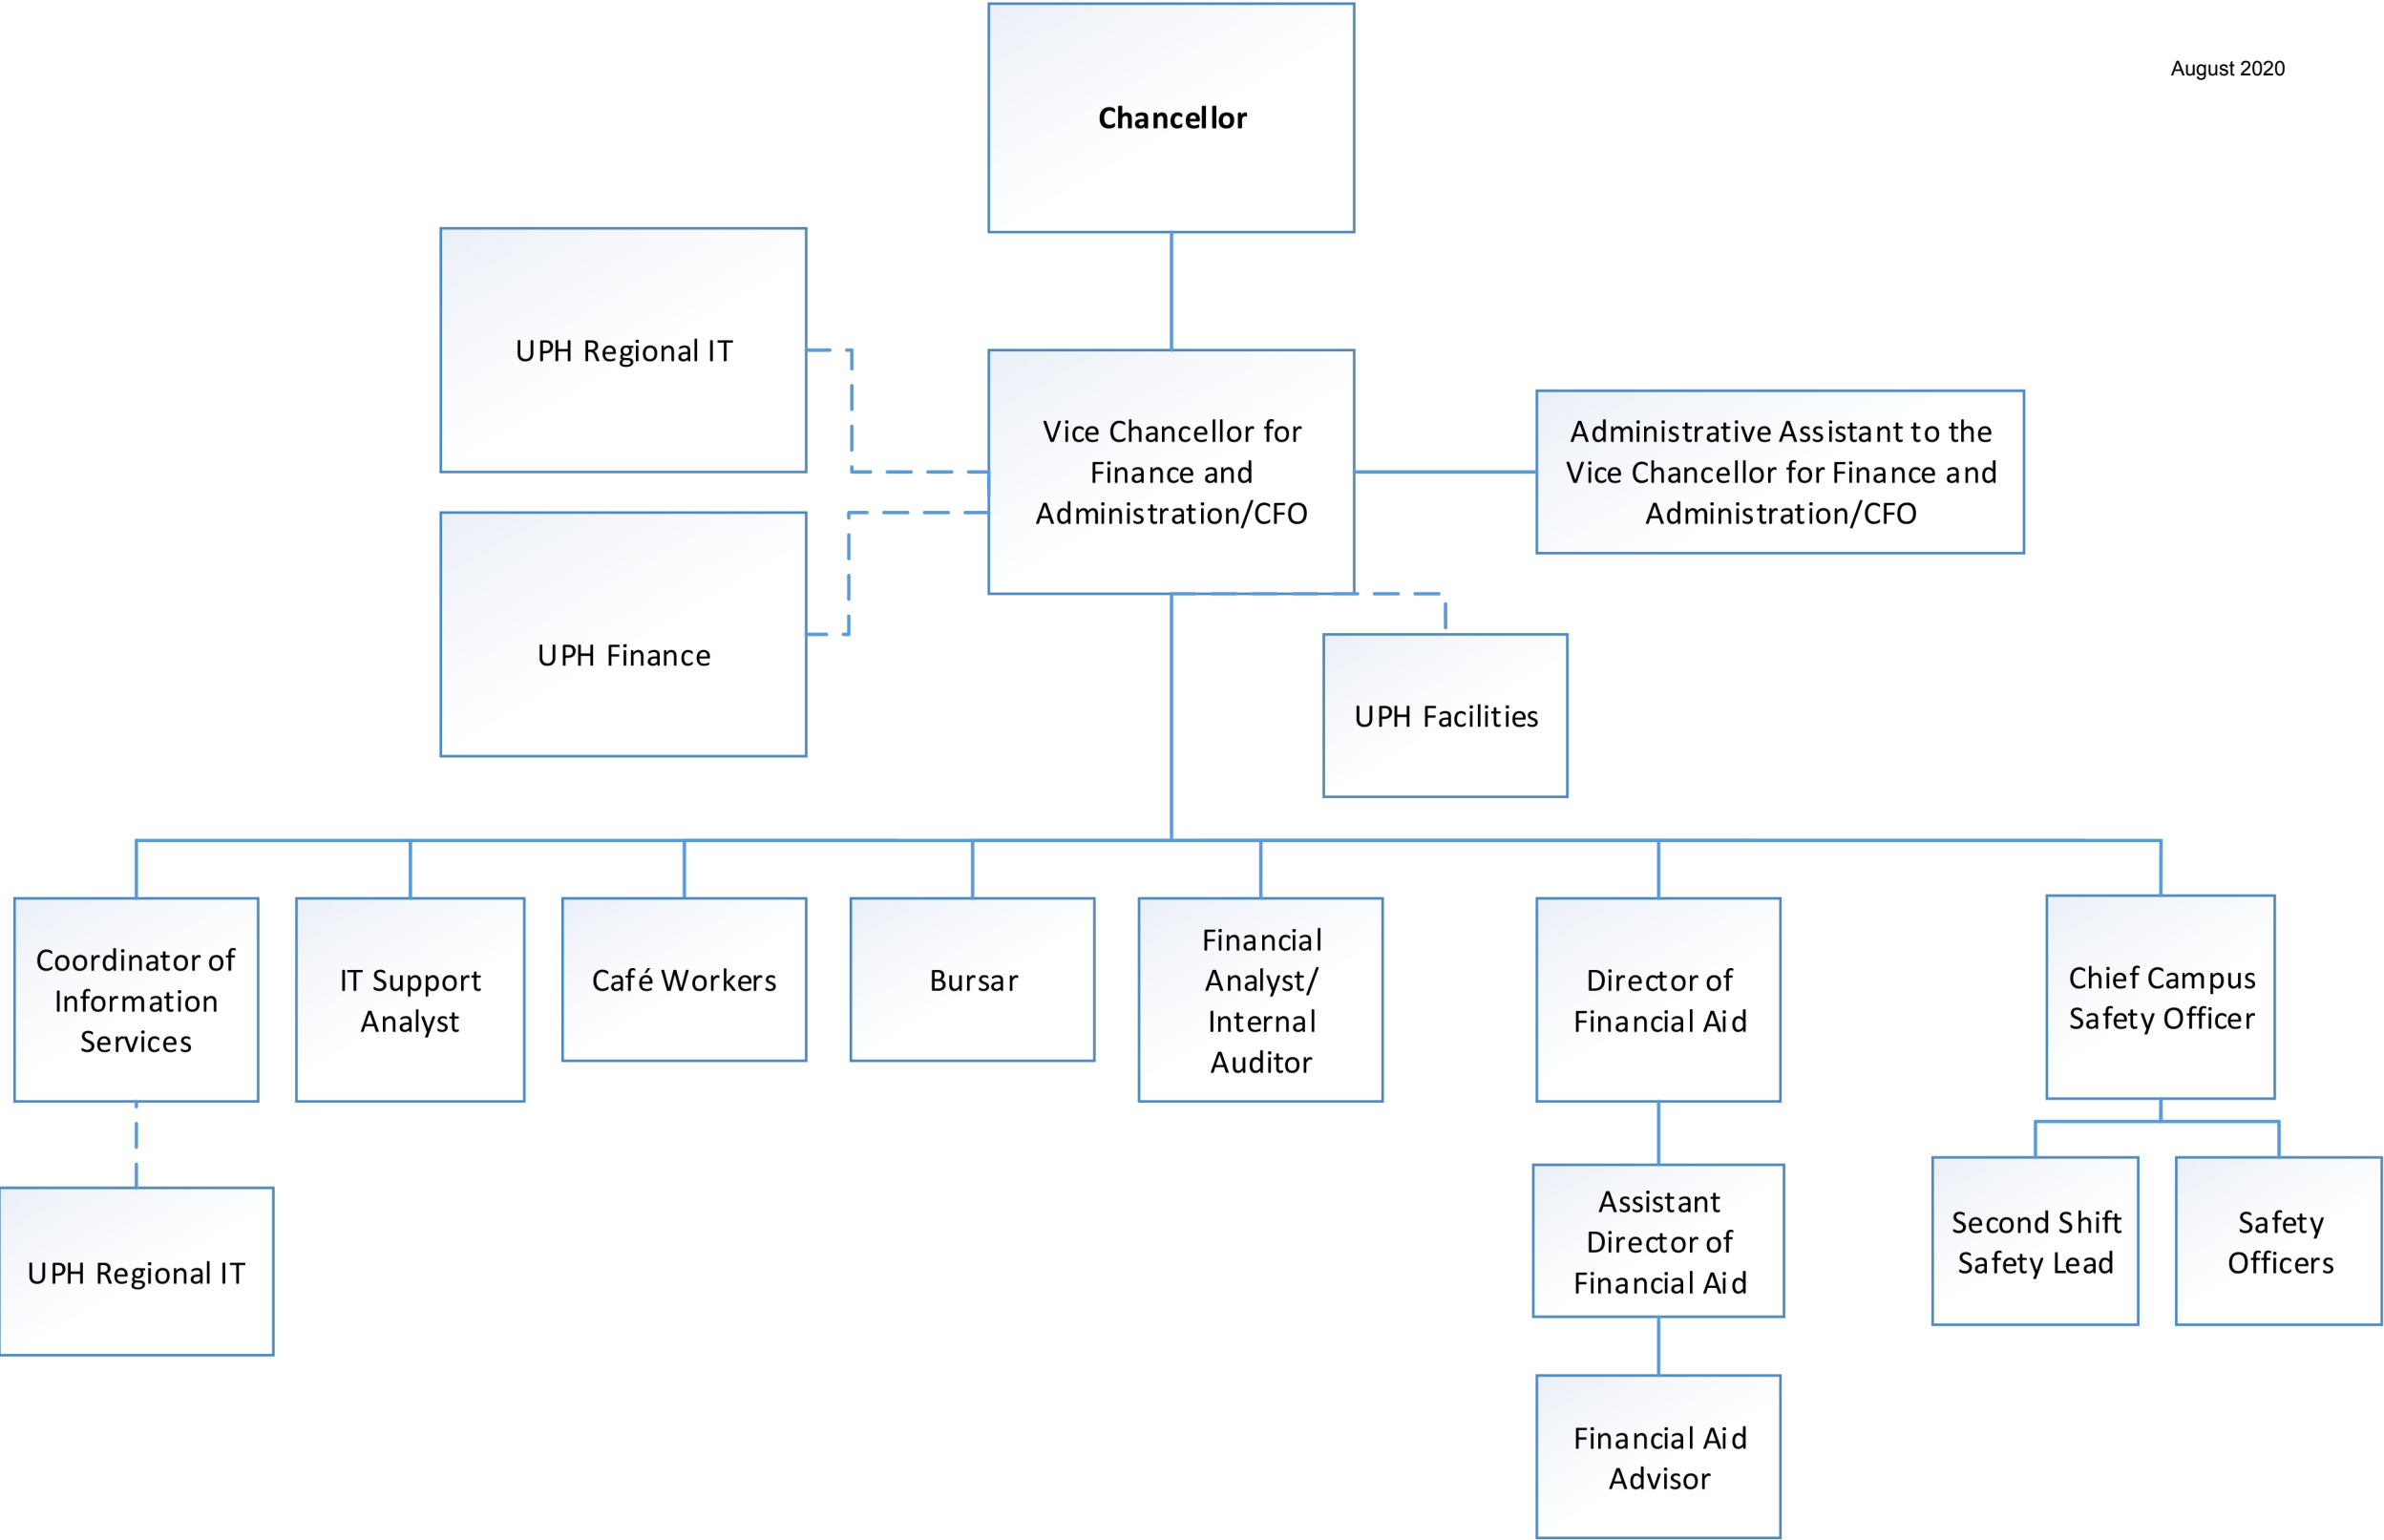 August 2020
Chancellor
UPH Regional IT
Vice Chancellor for
Finance and
Administration/CFO
Administrative Assistant to the
Vice Chancellor for Finance and
Administration/CFO
UPH Finance
UPH Facilities
Coordinator of
Information
Services
IT Support
Analyst
Café Workers
Bursar
Financial
Analyst/
Internal
Auditor
Director of
Financial Aid
Chief Campus
Safety Officer
UPH Regional IT
Assistant
Director of
Financial Aid
Second Shift
Safety Lead
Safety
Officers
Financial Aid
Advisor